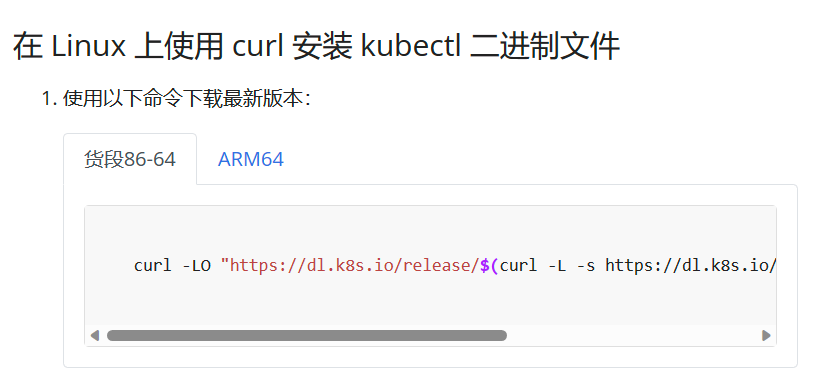 在 Linux 上使用 curl 安装 kubectl 二进制文件
1. 使用以下命令下载最新版本：
货段86-64 ARM64
curl -LO "https://dl.k8s.io/release/$(curl -L -s https://dl.k8s.io/